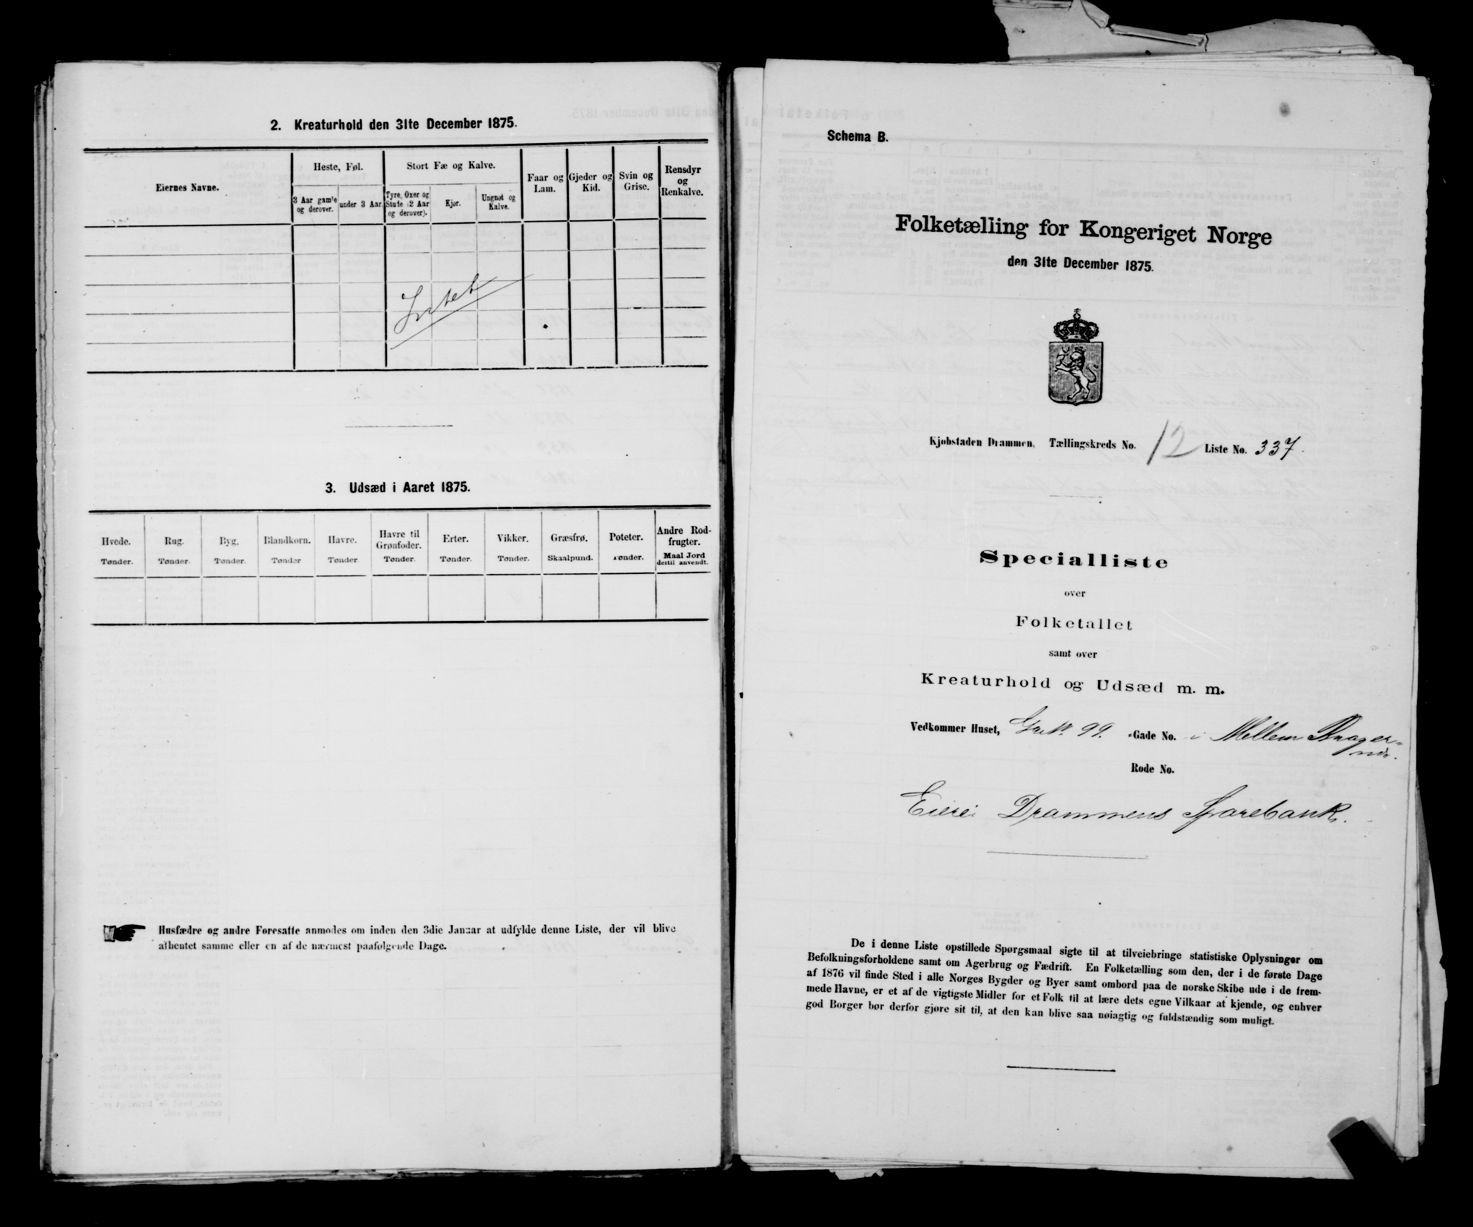 2. Kreaturhold den 31te December 1875.
Eiernes Navne.
Heste, Føl.
Stort Fæ og Kalve.
Faar og Lam.
Gjeder og Kid.
Svin og Grise.
Rensdyr og Renkalve.
3 Aar gamle og derover.
under 3 Aar.
Tyre, Oxer og Stude (2 Aar og derover).
Kjør.
Ungnøt og Kalve.
Intet
3. Udsæd i Aaret 1875.
Hvede. Rug. Byg. Blandkorn. Havre. Havre til Grønfoder. Erter. Vikker. Græsfrø. Poteter. Andre Rodfrugter.
Tønder. Tønder. Tønder. Tønder Tønder Tønder. Tønder. Tønder. Skaalpund. Tønder. Maal Jord dertil anvendt.
Husfædre og andre Foresatte anmodes om inden den 3die Januar at udfylde denne Liste, der vil blive
afhentet samme eller en af de nærmest paafølgende Dage.
Schema B.
Folketælling for Kongeriget Norge
den 31te December 1875.
Kjøbstaden Drammen. Tællingskreds No. 12 Liste No. 337.
Specialliste
over
Folketallet
samt over
Kreaturhold og Udsæd m. m.
Vedkommer Huset, 99. Gade No. i Mellem Brager-
nes.
Rode No.
Eier: Drammens Sparebank.
De i denne Liste opstillede Spørgsmaal sigte til at tilveiebringe statistiske Oplysninger om
Befolkningsforholdene samt om Agerbrug og Fædrift. En Folketælling som den, der i de første Dage
af 1876 vil finde Sted i alle Norges Bygder og Byer samt ombord paa de norske Skibe ude i de frem-
mede Havne, er et af de vigtigste Midler for et Folk til at lære dets egne Vilkaar at kjende, og enhver
god Borger bør derfor gjøre sit til, at den kan blive saa nøiagtig og fuldstændig som muligt.